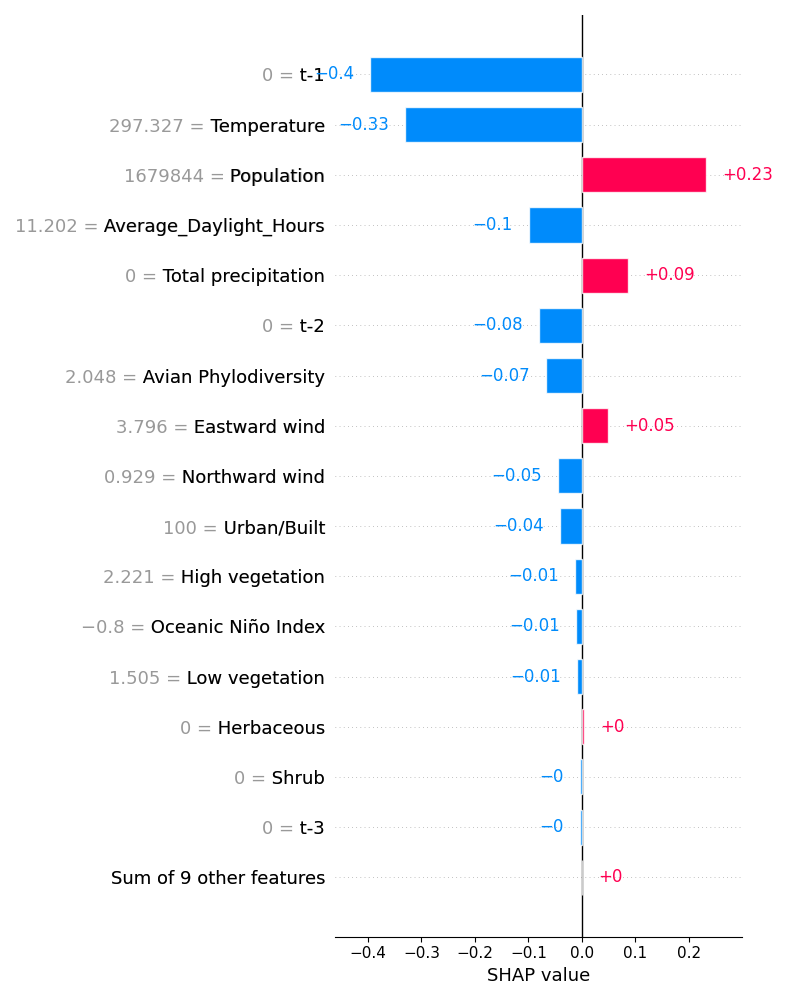 0 = t-1 −0.4
297.327 = Temperature −0.33
1679844 = Population +0.23
11.202 = Average_Daylight_Hours −0.1
0 = Total precipitation +0.09
0 = t-2 −0.08
2.048 = Avian Phylodiversity −0.07
3.796 = Eastward wind +0.05
0.929 = Northward wind −0.05
100 = Urban/Built −0.04
2.221 = High vegetation −0.01
−0.8 = Oceanic Niño Index −0.01
1.505 = Low vegetation −0.01
0 = Herbaceous +0
0 = Shrub −0
0 = t-3 −0
Sum of 9 other features +0
−0.4 −0.3 −0.2 −0.1 0.0 0.1 0.2
SHAP value